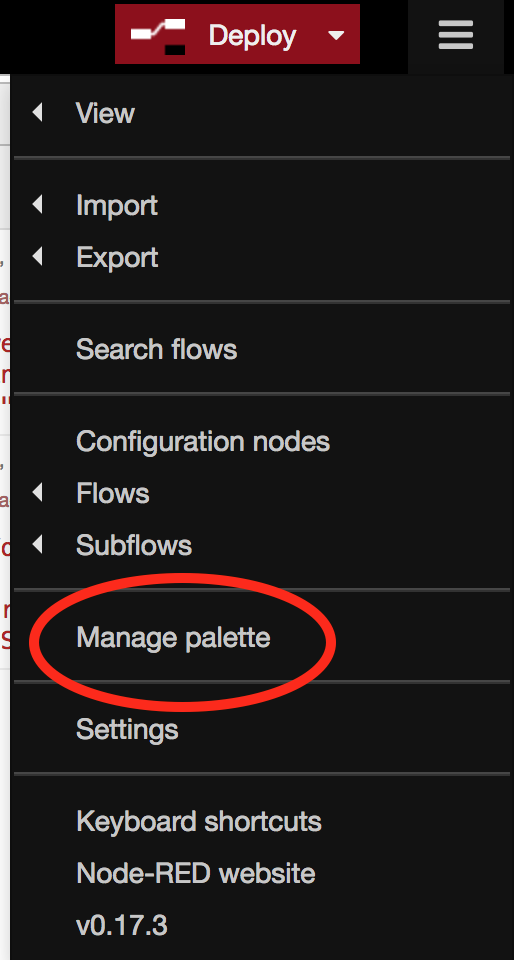 Deploy
View
Import
Export
Search flows
Configuration nodes
Flows
Subflows
Manage palette
Settings
Keyboard shortcuts
Node-RED website
v0.17.3